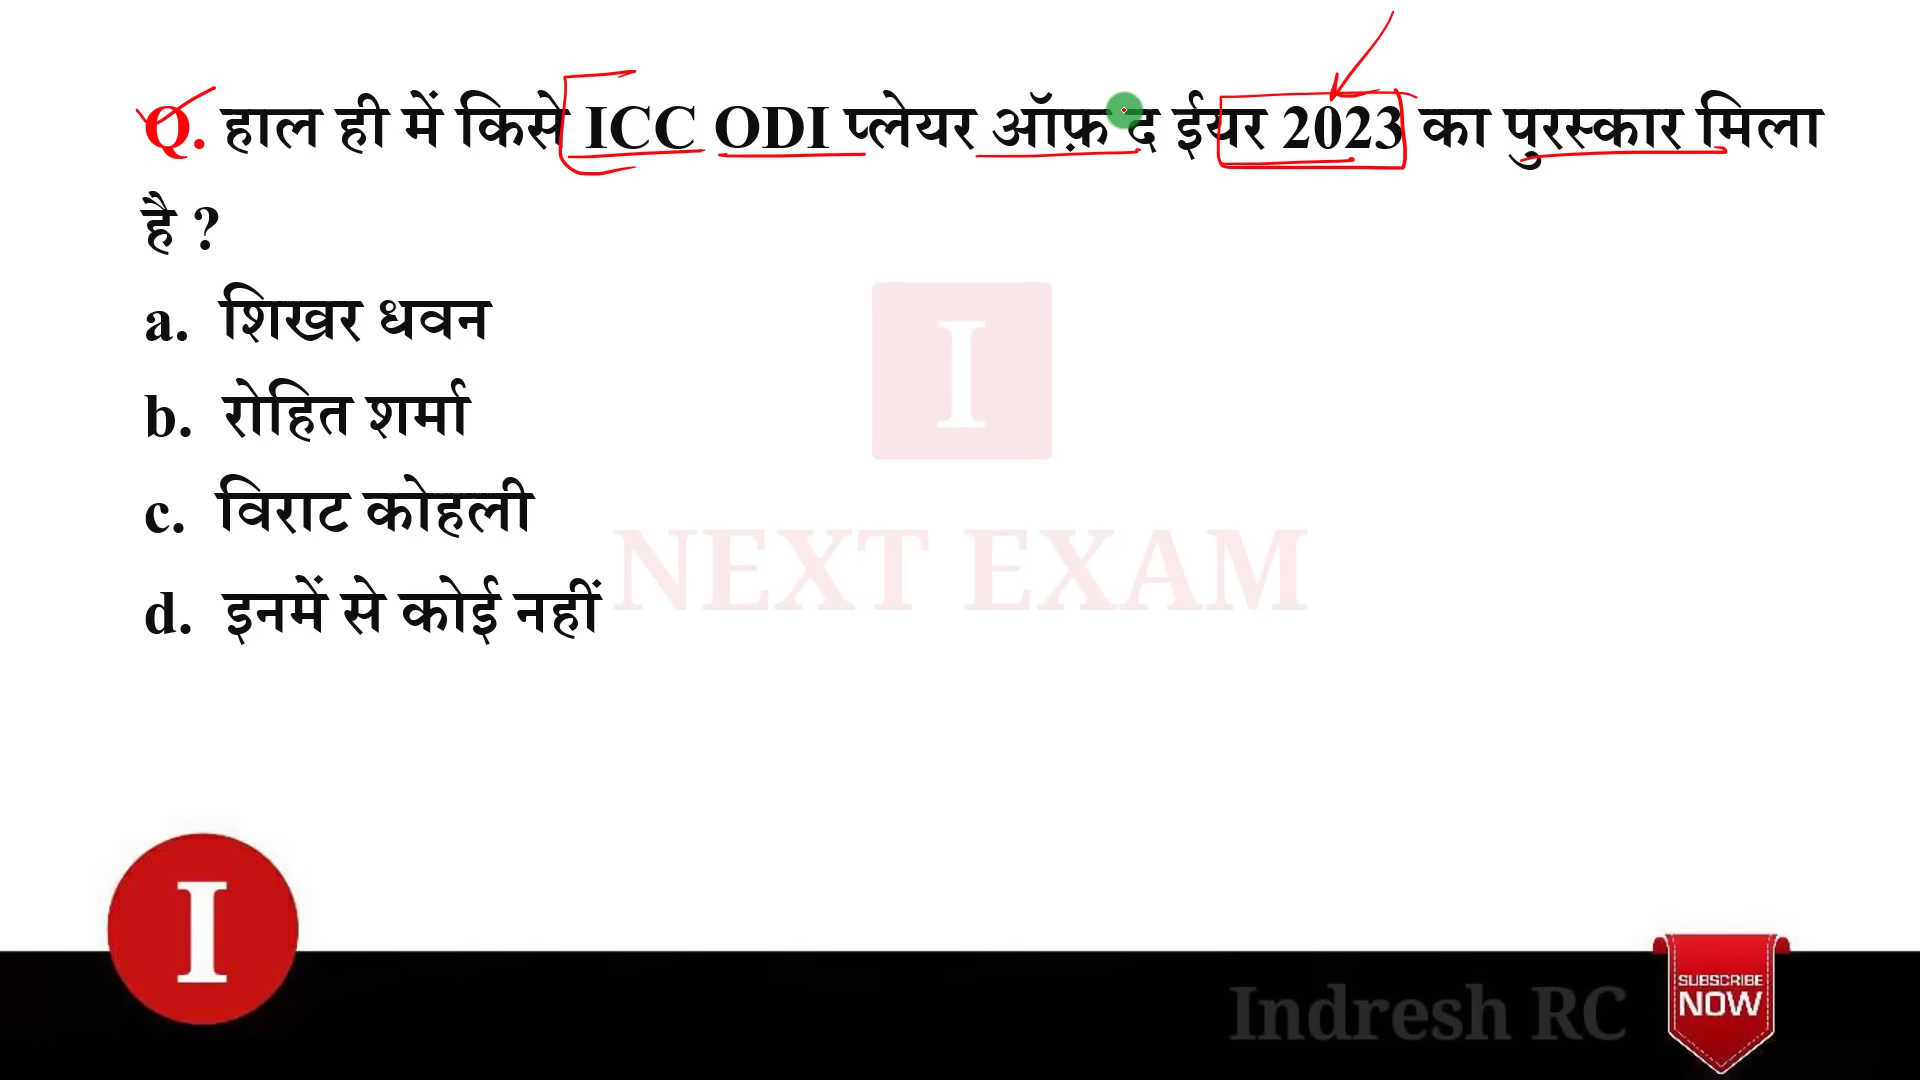 Q. हाल ही में किसे ICC ODI प्लेयर ऑफ़ द ईयर 2023 का पुरस्कार मिला
है ?
a. शिखर धवन
b. रोहित शर्मा
c. विराट कोहली
d. इनमें से कोई नहीं
I
NEXT EXAM
I
Indresh RC
SUBSCRIBE
NOW